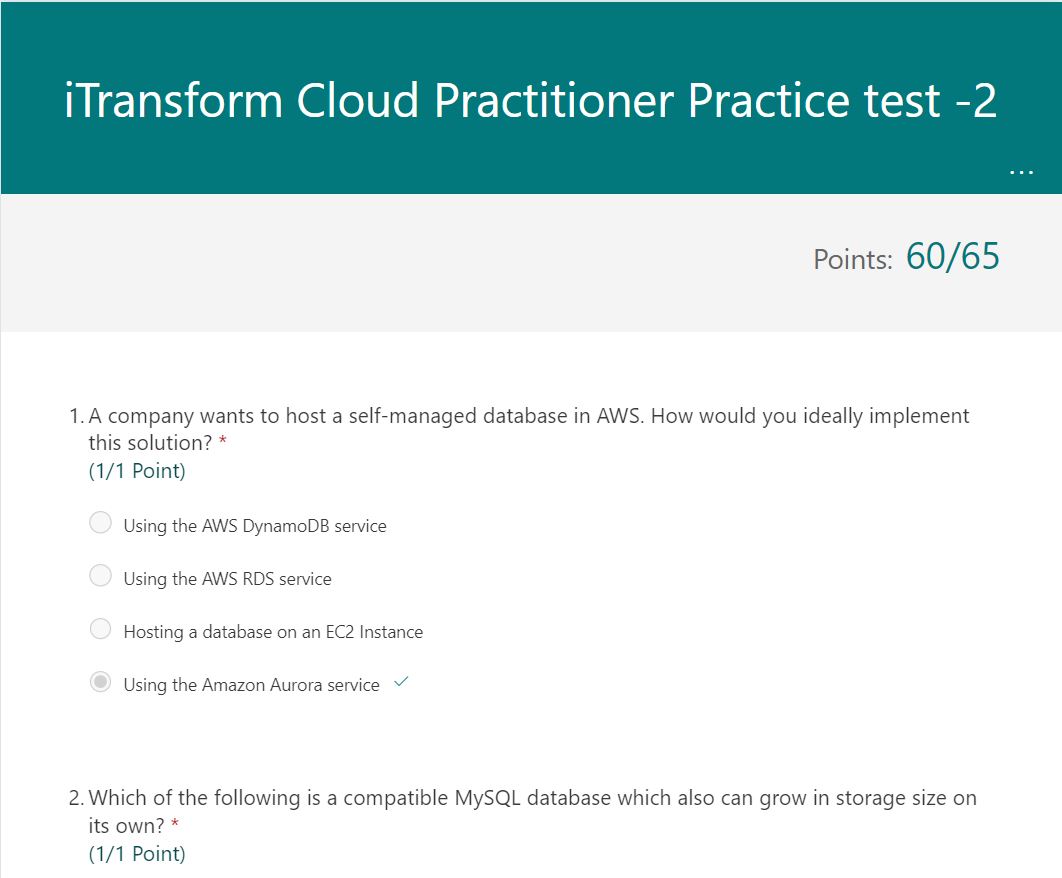 iTransform Cloud Practitioner Practice test -2
...
Points: 60/65
1. A company wants to host a self-managed database in AWS. How would you ideally implement
this solution? *
(1/1 Point)
Using the AWS DynamoDB service
Using the AWS RDS service
Hosting a database on an EC2 Instance
Using the Amazon Aurora service
2. Which of the following is a compatible MySQL database which also can grow in storage size on
its own? *
(1/1 Point)